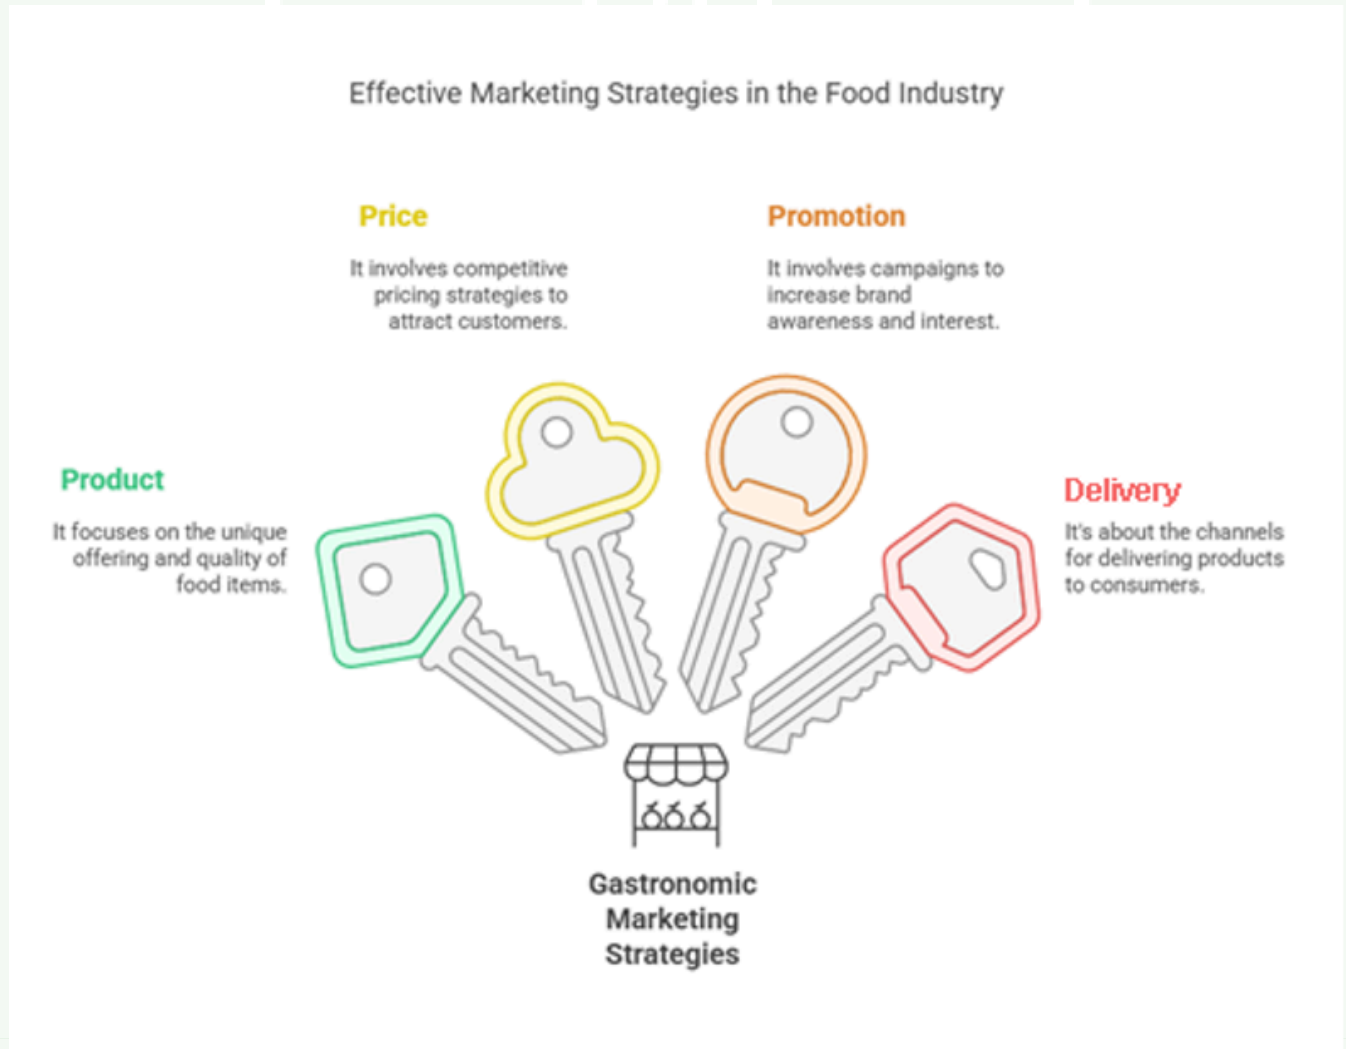 Effective Marketing Strategies in the Food Industry
Price
It involves competitive
pricing strategies to
attract customers.
Promotion
It involves campaigns to
increase brand
awareness and interest.
Product
It focuses on the unique
offering and quality of
food items.
Delivery
It's about the channels
for delivering products
to consumers.
Gastronomic
Marketing
Strategies